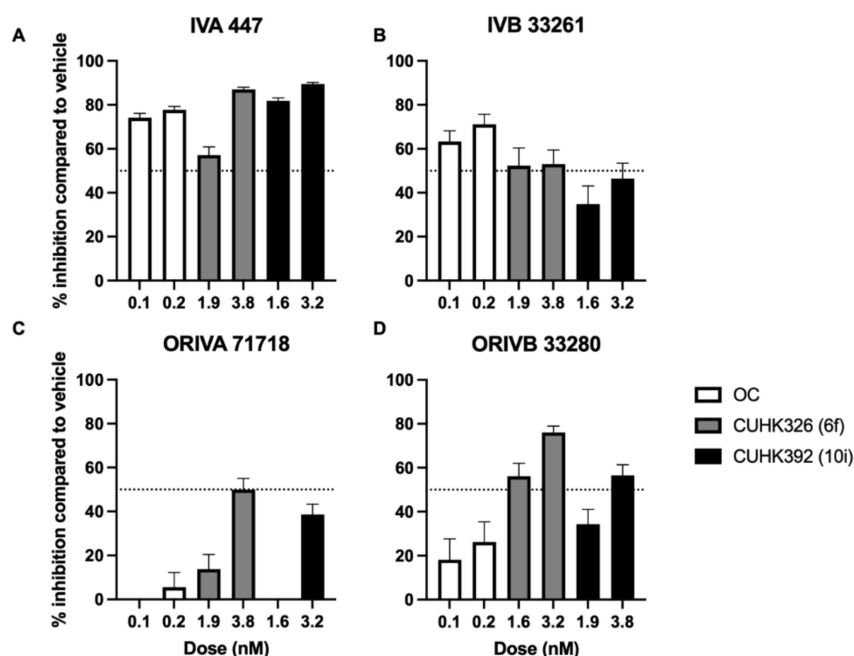 A
IVA 447
% inhibition compared to vehicle
100
80
60
40
20
0
0.1 0.2 1.9 3.8 1.6 3.2
B
IVB 33261
100
80
60
40
20
0
0.1 0.2 1.9 3.8 1.6 3.2
C
ORIVA 71718
% inhibition compared to vehicle
100
80
60
40
20
0
0.1 0.2 1.9 3.8 1.6 3.2
Dose (nM)
D
ORIVB 33280
100
80
60
40
20
0
0.1 0.2 1.6 3.2 1.9 3.8
Dose (nM)
OC
CUHK326 (6f)
CUHK392 (10i)